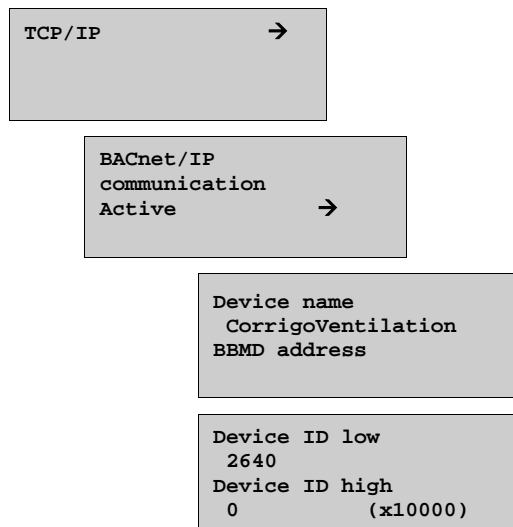 TCP/IP →
BACnet/IP
communication
Active →
Device name
CorrigoVentilation
BBMD address
Device ID low
2640
Device ID high
0 (x10000)